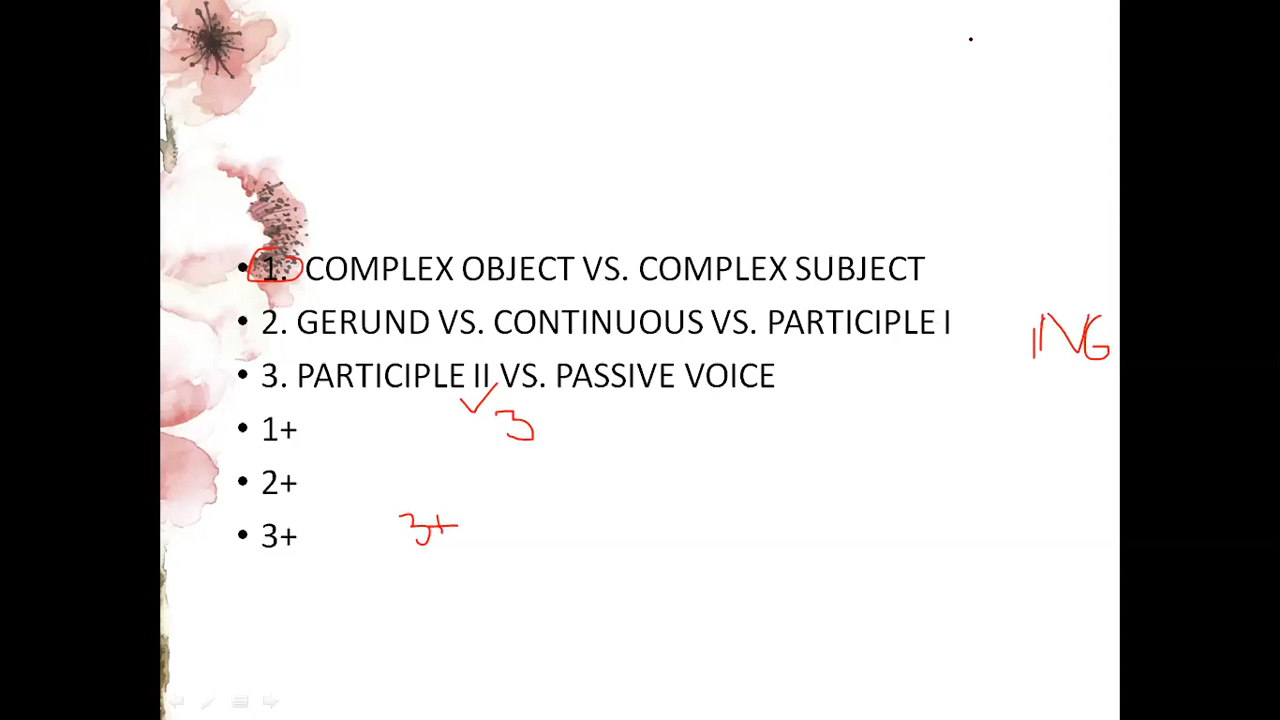 • 1. COMPLEX OBJECT VS. COMPLEX SUBJECT
• 2. GERUND VS. CONTINUOUS VS. PARTICIPLE I
ING
• 3. PARTICIPLE II VS. PASSIVE VOICE
V3
• 1+
• 2+
• 3+ 3+